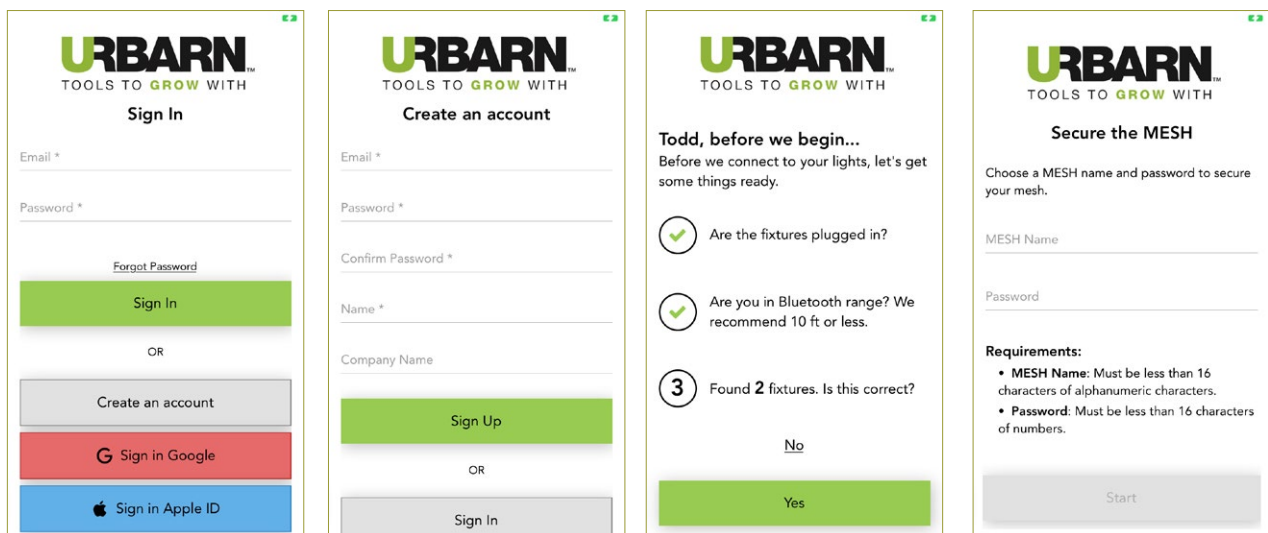 URBARN™
TOOLS TO GROW WITH
Sign In
Email *
Password *
Forgot Password
Sign In
OR
Create an account
G Sign in Google
Sign in Apple ID
URBARN™
TOOLS TO GROW WITH
Create an account
Email *
Password *
Confirm Password *
Name *
Company Name
Sign Up
OR
Sign In
URBARN™
TOOLS TO GROW WITH
Todd, before we begin...
Before we connect to your lights, let's get
some things ready.
Are the fixtures plugged in?
Are you in Bluetooth range? We
recommend 10 ft or less.
3 Found 2 fixtures. Is this correct?
No
Yes
URBARN™
TOOLS TO GROW WITH
Secure the MESH
Choose a MESH name and password to secure
your mesh.
MESH Name
Password
Requirements:
• MESH Name: Must be less than 16
characters of alphanumeric characters.
• Password: Must be less than 16 characters
of numbers.
Start